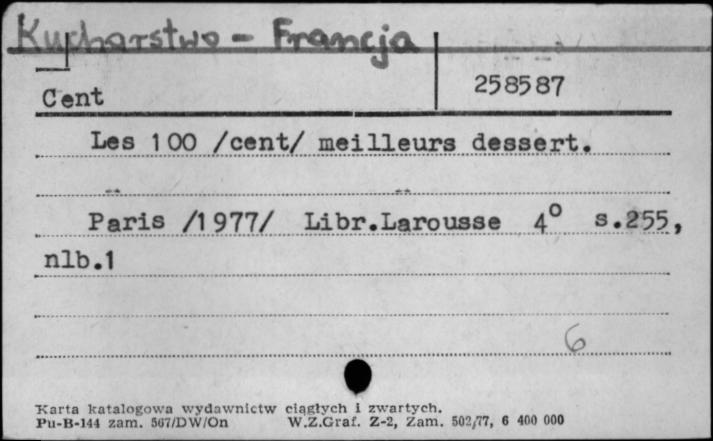 Kucharstwo - Francja
Cent 258587
Les 100 /cent/ meilleurs dessert.
Paris /1977/ Libr.Larousse 4° s.255,
nlb.1
6
Karta katalogowa wydawnictw ciągłych i zwartych.
Pu-B-144 zam. 567/DW/On W.Z.Graf. Z-2, Zam. 502/77, 6 400 000